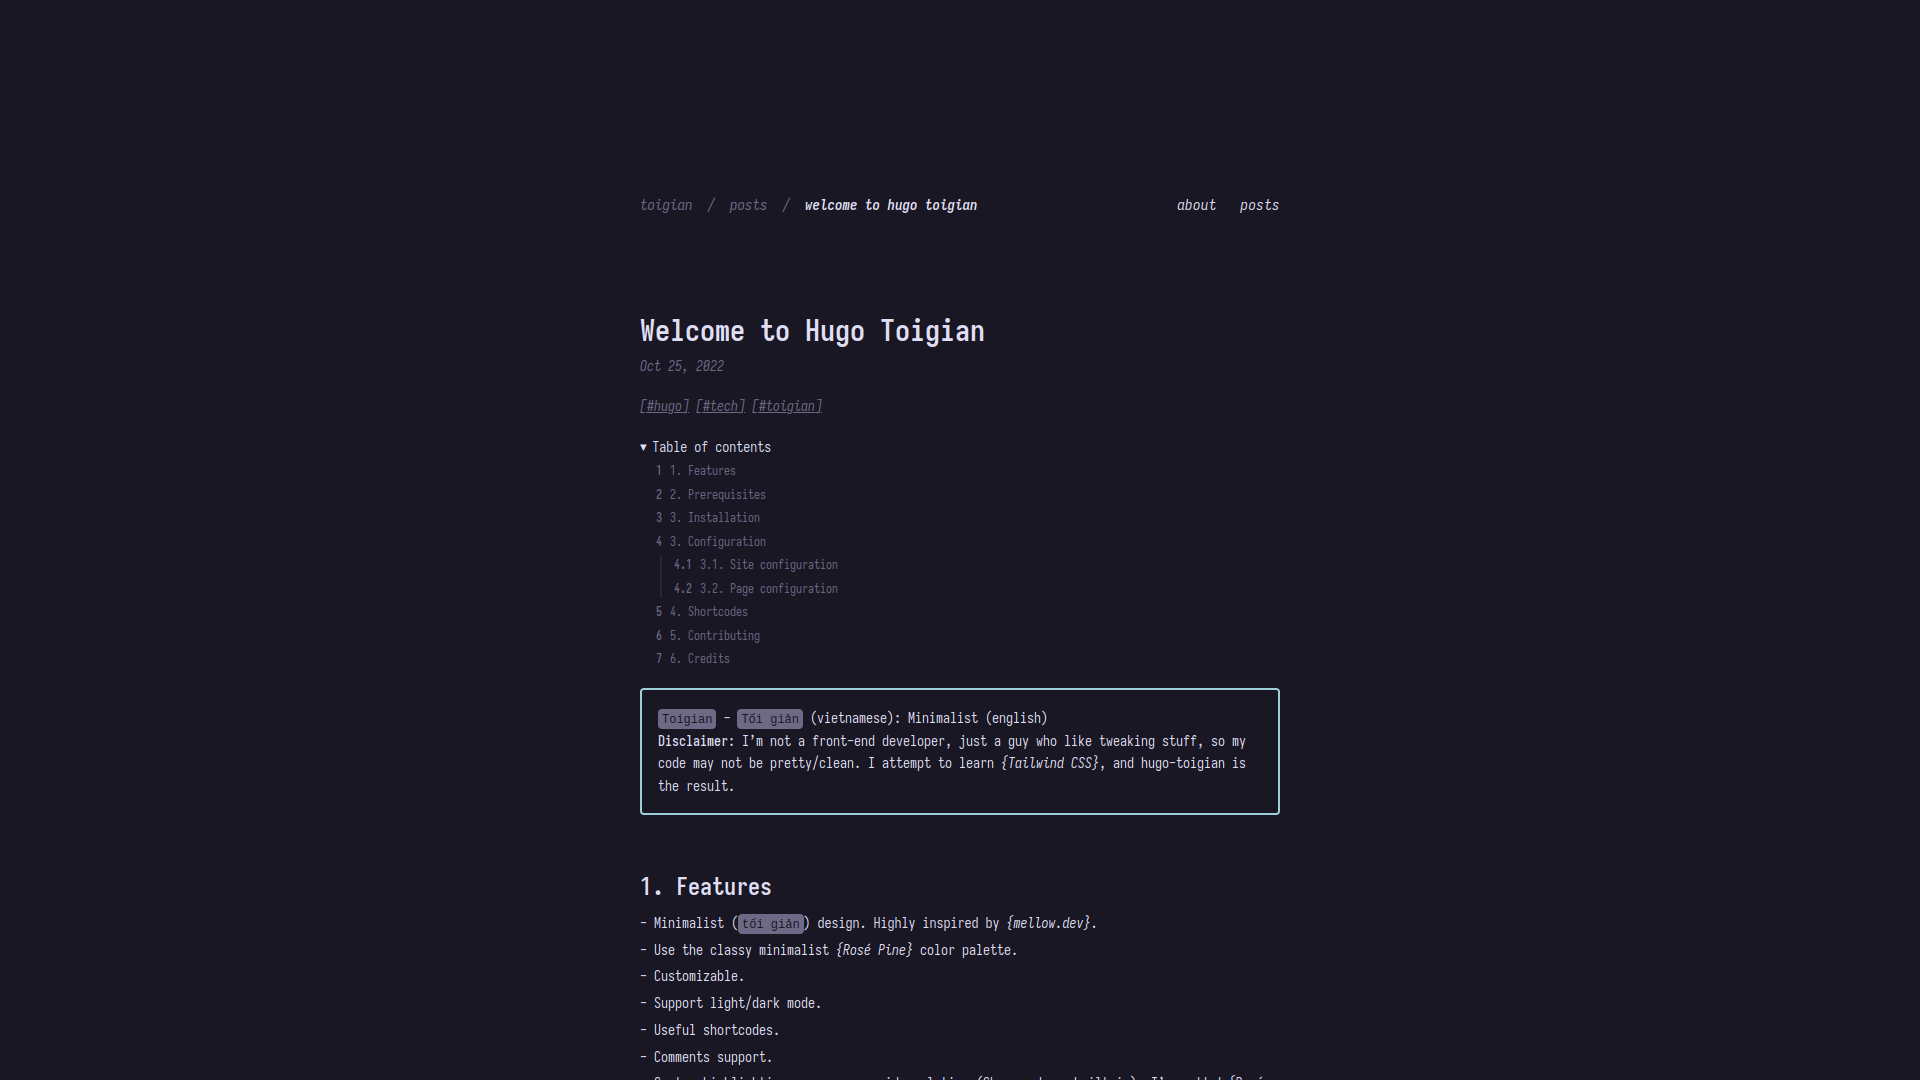 toigian / posts / welcome to hugo toigian about posts
Welcome to Hugo Toigian
Oct 25, 2022
[#hugo] [#tech] [#toigian]
▼ Table of contents
1 1. Features
2 2. Prerequisites
3 3. Installation
4 3. Configuration
4.1 3.1. Site configuration
4.2 3.2. Page configuration
5 4. Shortcodes
6 5. Contributing
7 6. Credits
Toigian - Tối giản (vietnamese): Minimalist (english)
Disclaimer: I’m not a front-end developer, just a guy who like tweaking stuff, so my
code may not be pretty/clean. I attempt to learn {Tailwind CSS}, and hugo-toigian is
the result.
1. Features
- Minimalist (tối giản) design. Highly inspired by {mellow.dev}.
- Use the classy minimalist {Rosé Pine} color palette.
- Customizable.
- Support light/dark mode.
- Useful shortcodes.
- Comments support.